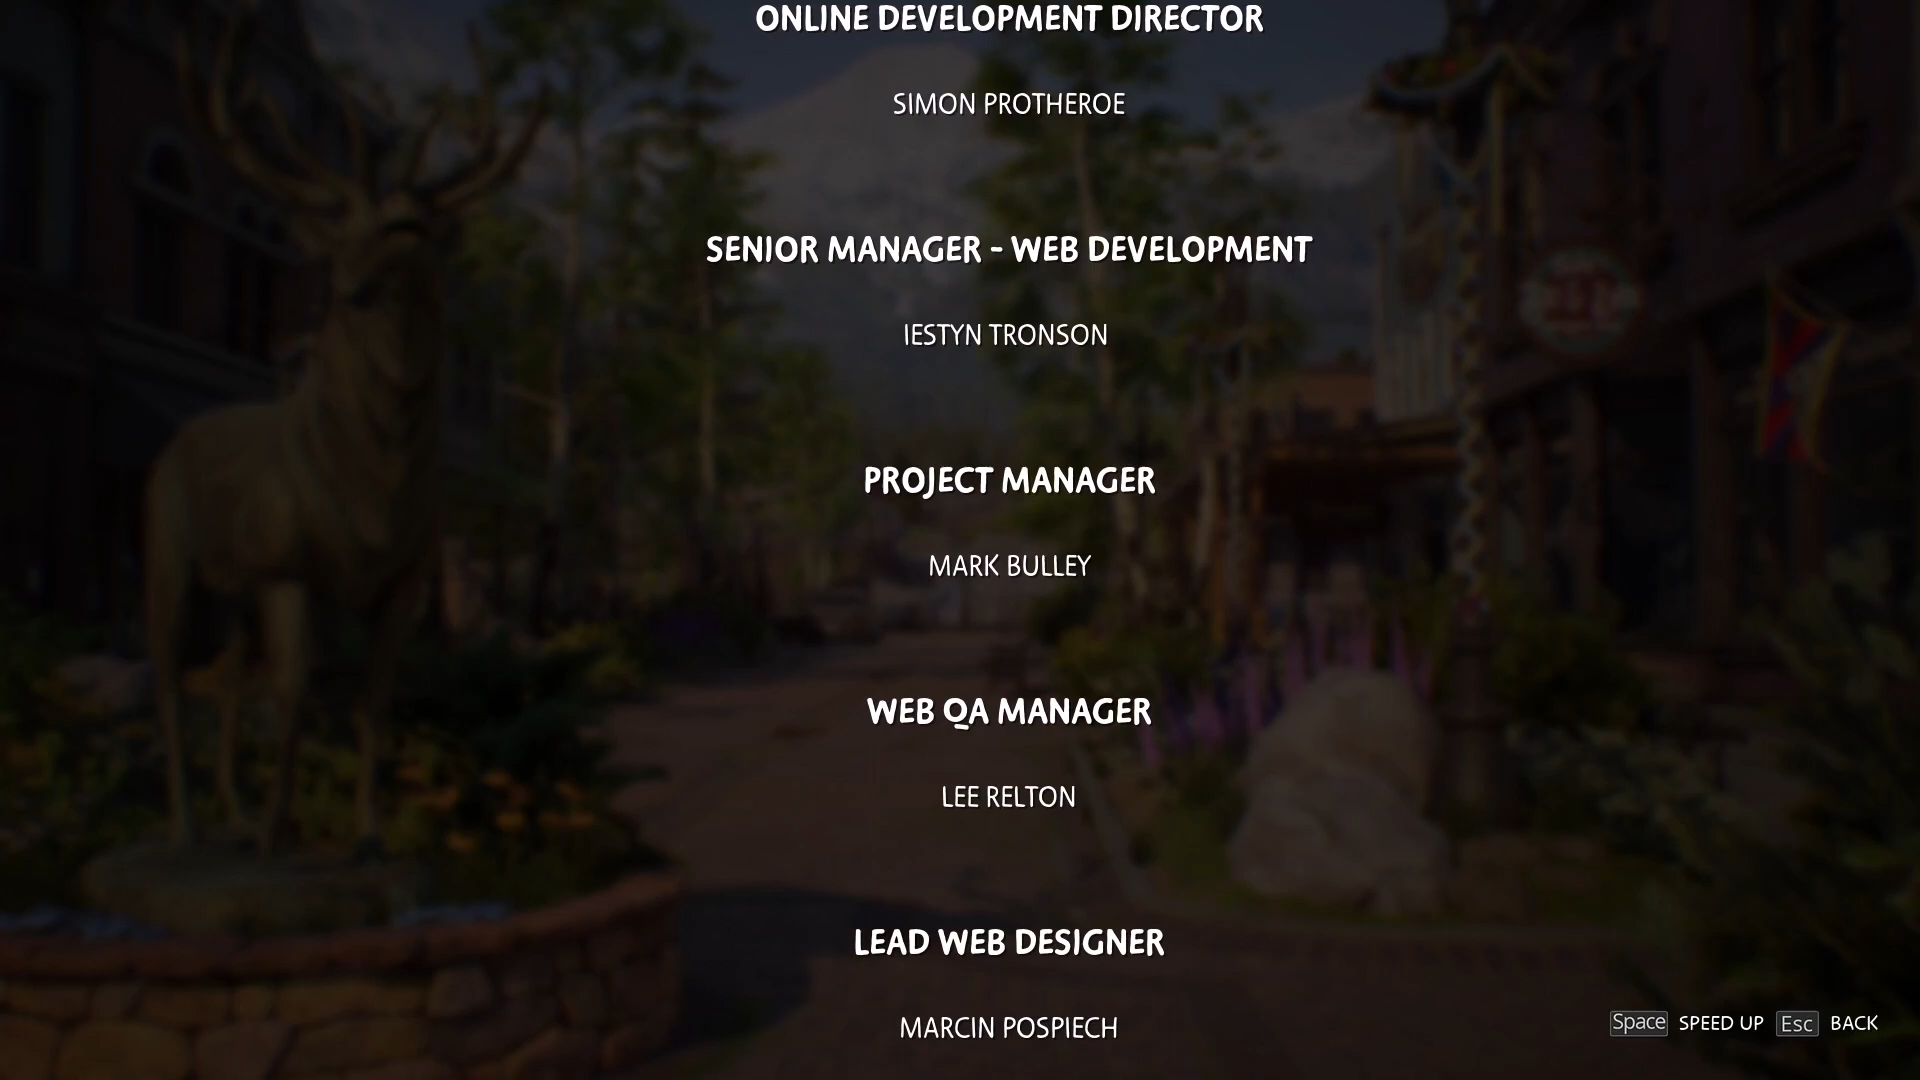 ONLINE DEVELOPMENT DIRECTOR
SIMON PROTHEROE
SENIOR MANAGER - WEB DEVELOPMENT
IESTYN TRONSON
PROJECT MANAGER
MARK BULLEY
WEB QA MANAGER
LEE RELTON
LEAD WEB DESIGNER
MARCIN POSPIECH
Space SPEED UP Esc BACK